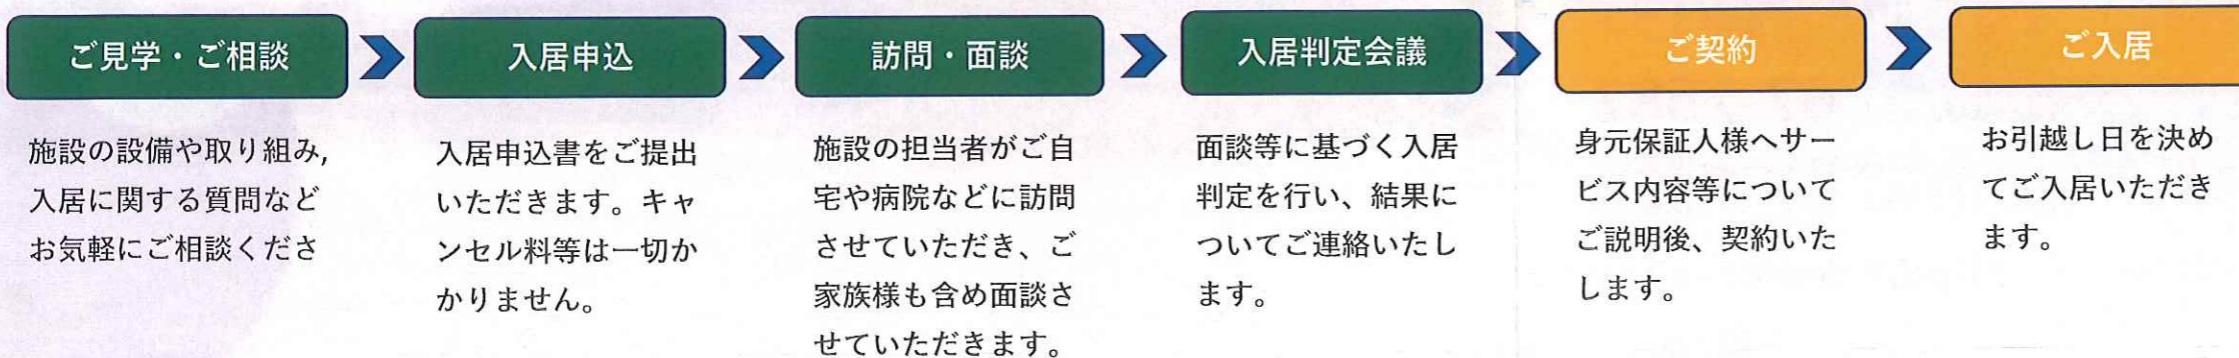 ご見学・ご相談
施設の設備や取り組み,
入居に関する質問など
お気軽にご相談くださ
入居申込
入居申込書をご提出
いただきます。キャ
ンセル料等は一切か
かりません。
訪問・面談
施設の担当者がご自
宅や病院などに訪問
させていただき、ご
家族様も含め面談さ
せていただきます。
入居判定会議
面談等に基づく入居
判定を行い、結果に
ついてご連絡いたし
ます。
ご契約
身元保証人様へサー
ビス内容等について
ご説明後、契約いた
します。
ご入居
お引越し日を決め
てご入居いただき
ます。